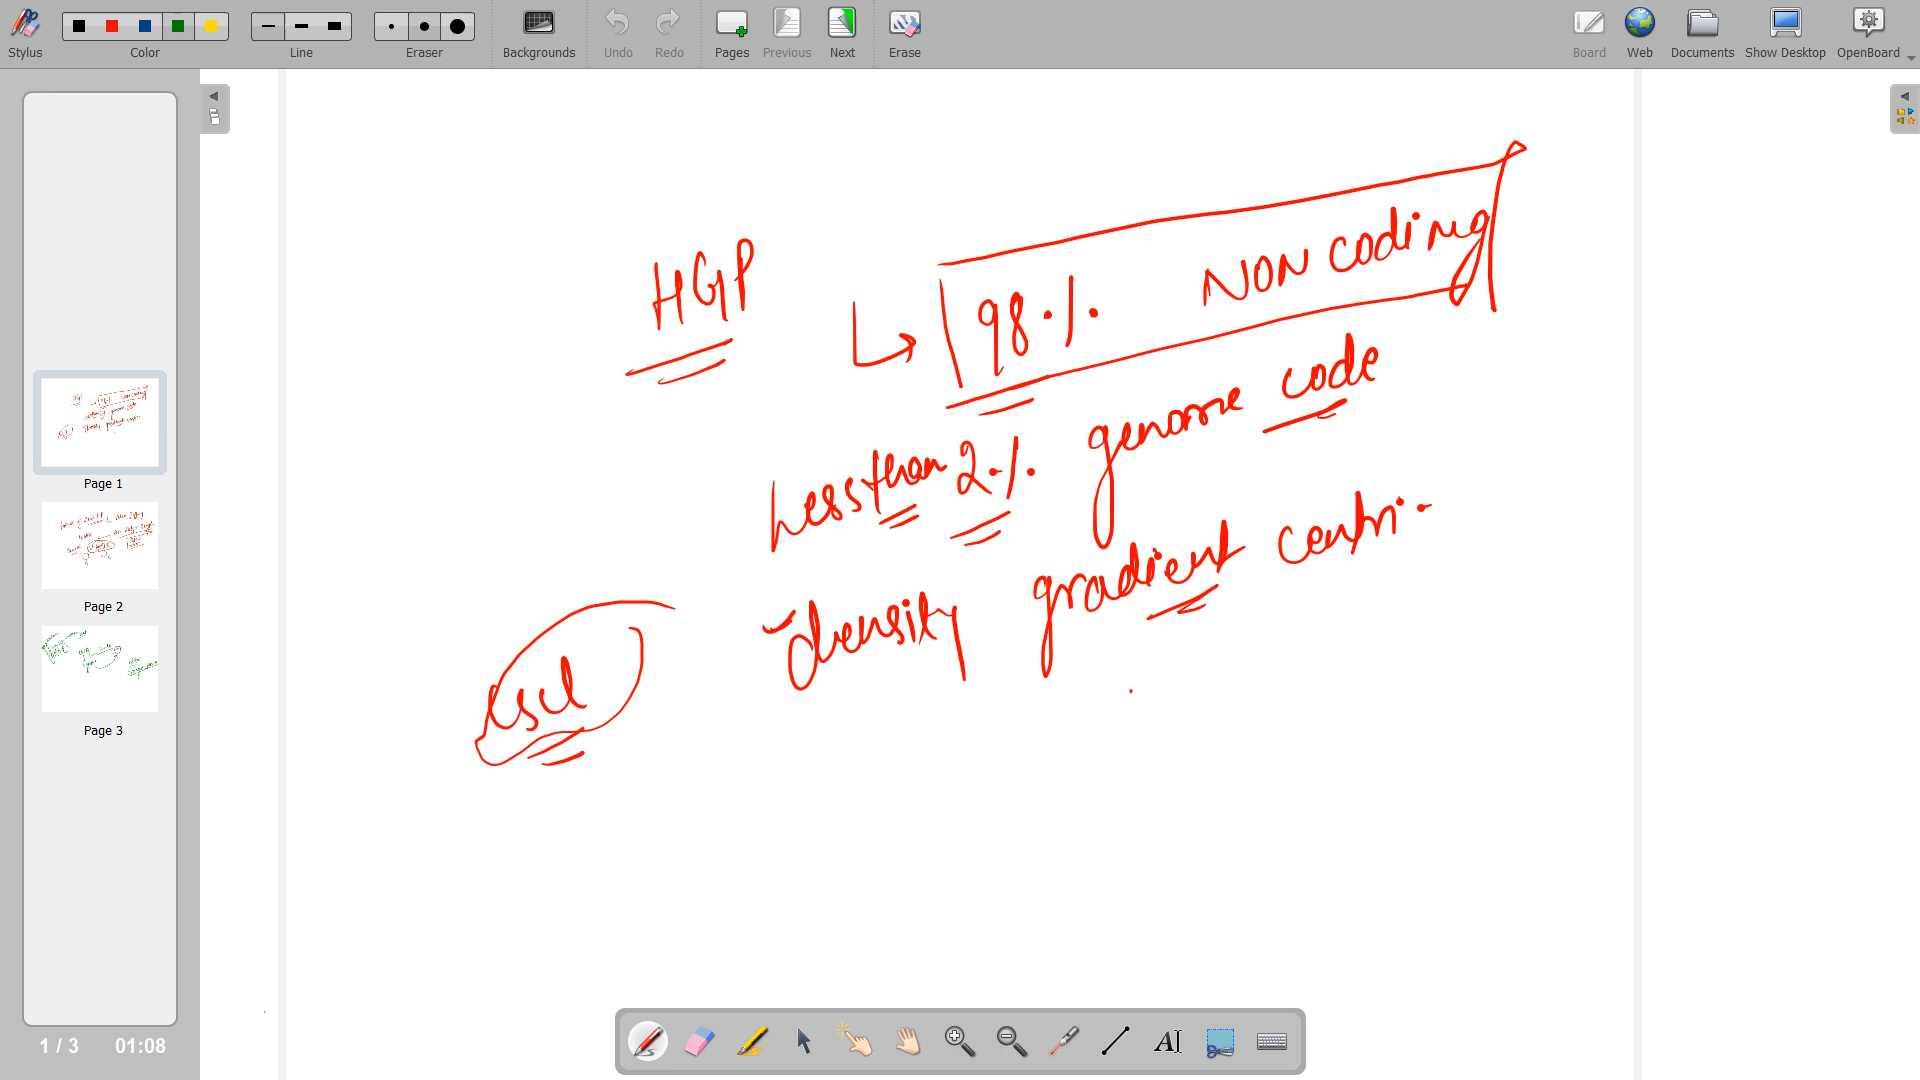 Stylus Color Line Eraser Backgrounds Undo Redo Pages Previous Next Erase Board Web Documents Show Desktop OpenBoard
HGP
98% NON coding
Less than 2% genome code
density gradient centri.
cscl
Page 1
Page 2
Page 3
1 / 3 01:08